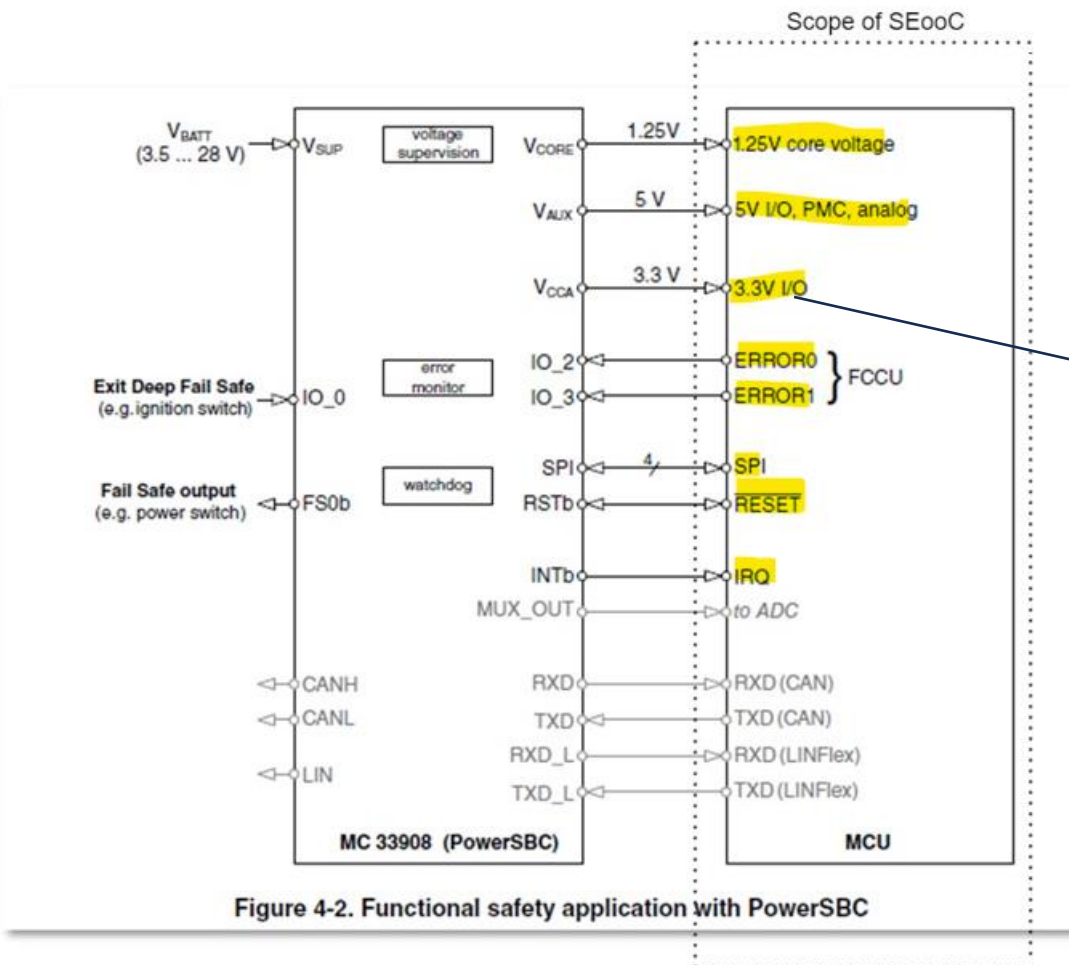 Scope of SEooC
VBATT
(3.5 ... 28 V)
VSUP
voltage
supervision
VCORE
1.25V
1.25V core voltage
VAUX
5 V
5V I/O, PMC, analog
VCCA
3.3 V
3.3V I/O
Exit Deep Fail Safe
(e.g. ignition switch)
IO_0
error
monitor
IO_2
IO_3
ERROR0
ERROR1
} FCCU
Fail Safe output
(e.g. power switch)
FS0b
watchdog
SPI
4
SPI
RSTb
RESET
INTb
IRQ
MUX_OUT
to ADC
CANH
RXD
RXD (CAN)
CANL
TXD
TXD (CAN)
RXD_L
RXD (LINFlex)
LIN
TXD_L
TXD (LINFlex)
MC 33908 (PowerSBC)
MCU
Figure 4-2. Functional safety application with PowerSBC